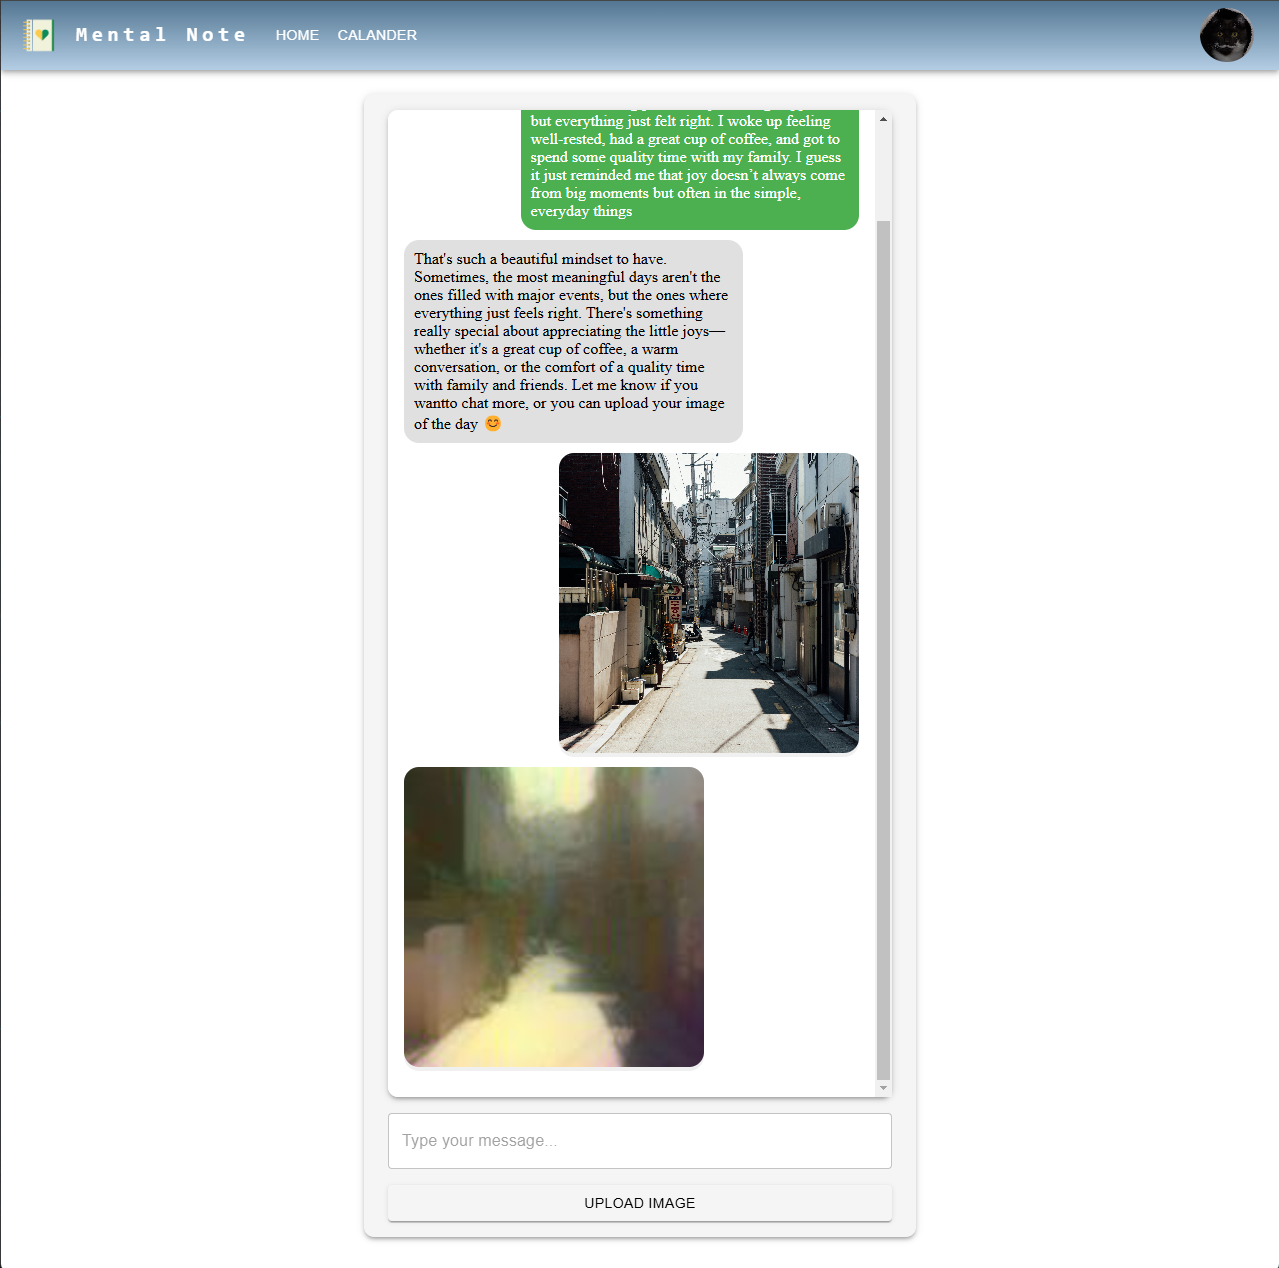 Mental Note
HOME
CALANDER
but everything just felt right. I woke up feeling
well-rested, had a great cup of coffee, and got to
spend some quality time with my family. I guess
it just reminded me that joy doesn’t always come
from big moments but often in the simple,
everyday things
That's such a beautiful mindset to have.
Sometimes, the most meaningful days aren't the
ones filled with major events, but the ones where
everything just feels right. There's something
really special about appreciating the little joys—
whether it's a great cup of coffee, a warm
conversation, or the comfort of a quality time
with family and friends. Let me know if you
wantto chat more, or you can upload your image
of the day 😊
Type your message...
UPLOAD IMAGE